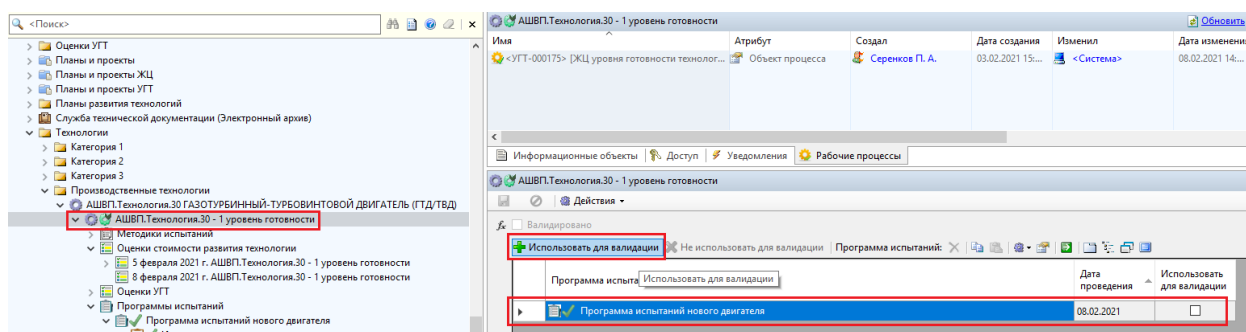 <Поиск>
Оценки УГТ
Планы и проекты
Планы и проекты ЖЦ
Планы и проекты УГТ
Планы развития технологий
Служба технической документации (Электронный архив)
Технологии
Категория 1
Категория 2
Категория 3
Производственные технологии
АШВП.Технология.30 ГАЗОТУРБИННЫЙ-ТУРБОВИНТОВОЙ ДВИГАТЕЛЬ (ГТД/ТВД)
АШВП.Технология.30 - 1 уровень готовности
Методики испытаний
Оценки стоимости развития технологии
5 февраля 2021 г. АШВП.Технология.30 - 1 уровень готовности
8 февраля 2021 г. АШВП.Технология.30 - 1 уровень готовности
Оценки УГТ
Программы испытаний
Программа испытаний нового двигателя
АШВП.Технология.30 - 1 уровень готовности Обновить
Имя Атрибут Создал Дата создания Изменил Дата изменени
<УГТ-000175> [ЖЦ уровня готовности технолог... Объект процесса Серенков П. А. 03.02.2021 15:... <Система> 08.02.2021 14:...
Информационные объекты Доступ Уведомления Рабочие процессы
АШВП.Технология.30 - 1 уровень готовности
Действия
fx Валидировано
Использовать для валидации Не использовать для валидации Программа испытаний:
Программа испыта Использовать для валидации Дата проведения Использовать для валидации
Программа испытаний нового двигателя 08.02.2021